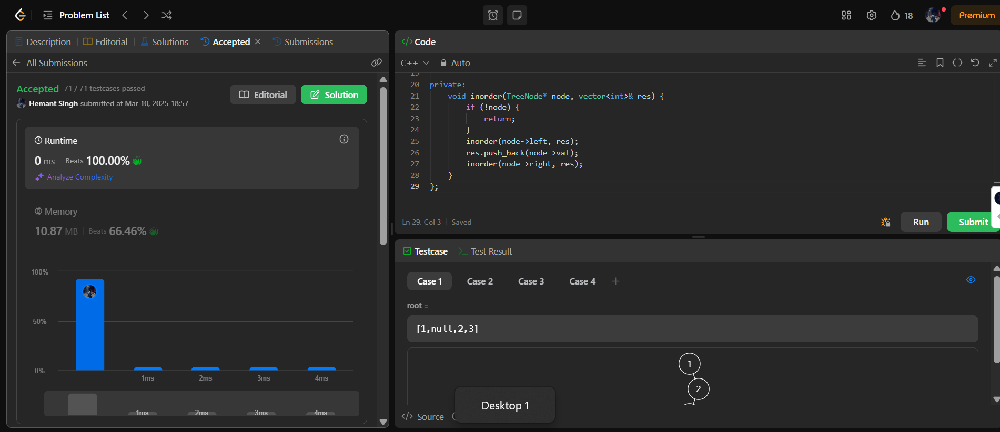 Problem List
18
Premium
Description
Editorial
Solutions
Accepted
Submissions
All Submissions
Accepted 71 / 71 testcases passed
Hemant Singh submitted at Mar 10, 2025 18:57
Editorial
Solution
Runtime
0 ms
Beats 100.00%
Analyze Complexity
Memory
10.87 MB
Beats 66.46%
100%
50%
0%
1ms
2ms
3ms
4ms
1ms
2ms
3ms
4ms
</> Code
C++
Auto
19
20 private:
21 void inorder(TreeNode* node, vector<int>& res) {
22 if (!node) {
23 return;
24 }
25 inorder(node->left, res);
26 res.push_back(node->val);
27 inorder(node->right, res);
28 }
29 };
Ln 29, Col 3
Saved
Run
Submit
Testcase
Test Result
Case 1
Case 2
Case 3
Case 4
+
root =
[1,null,2,3]
1
2
Desktop 1
</> Source